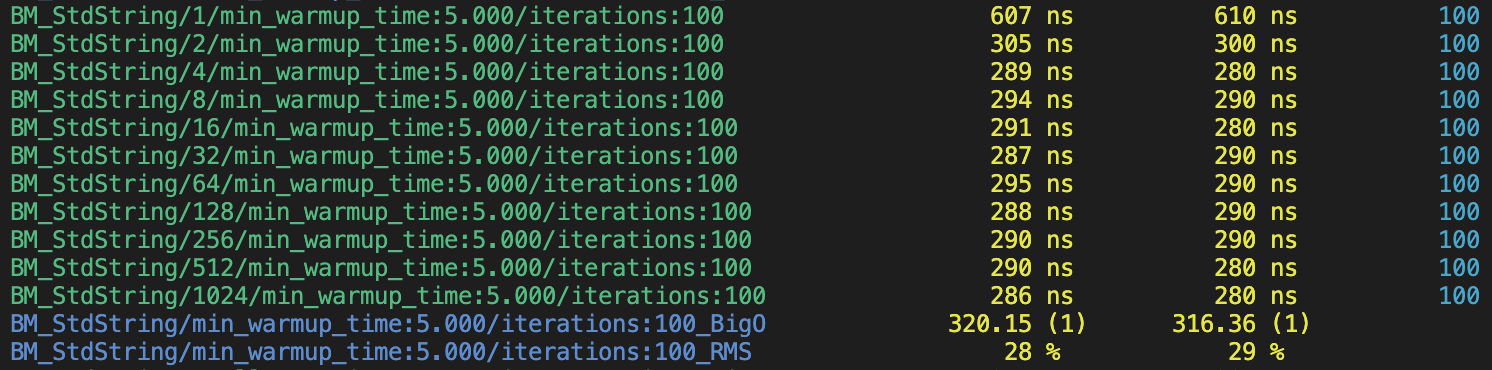 BM_StdString/1/min_warmup_time:5.000/iterations:100 607 ns 610 ns 100
BM_StdString/2/min_warmup_time:5.000/iterations:100 305 ns 300 ns 100
BM_StdString/4/min_warmup_time:5.000/iterations:100 289 ns 280 ns 100
BM_StdString/8/min_warmup_time:5.000/iterations:100 294 ns 290 ns 100
BM_StdString/16/min_warmup_time:5.000/iterations:100 291 ns 280 ns 100
BM_StdString/32/min_warmup_time:5.000/iterations:100 287 ns 290 ns 100
BM_StdString/64/min_warmup_time:5.000/iterations:100 295 ns 290 ns 100
BM_StdString/128/min_warmup_time:5.000/iterations:100 288 ns 290 ns 100
BM_StdString/256/min_warmup_time:5.000/iterations:100 290 ns 290 ns 100
BM_StdString/512/min_warmup_time:5.000/iterations:100 290 ns 280 ns 100
BM_StdString/1024/min_warmup_time:5.000/iterations:100 286 ns 280 ns 100
BM_StdString/min_warmup_time:5.000/iterations:100_BigO 320.15 (1) 316.36 (1)
BM_StdString/min_warmup_time:5.000/iterations:100_RMS 28 % 29 %